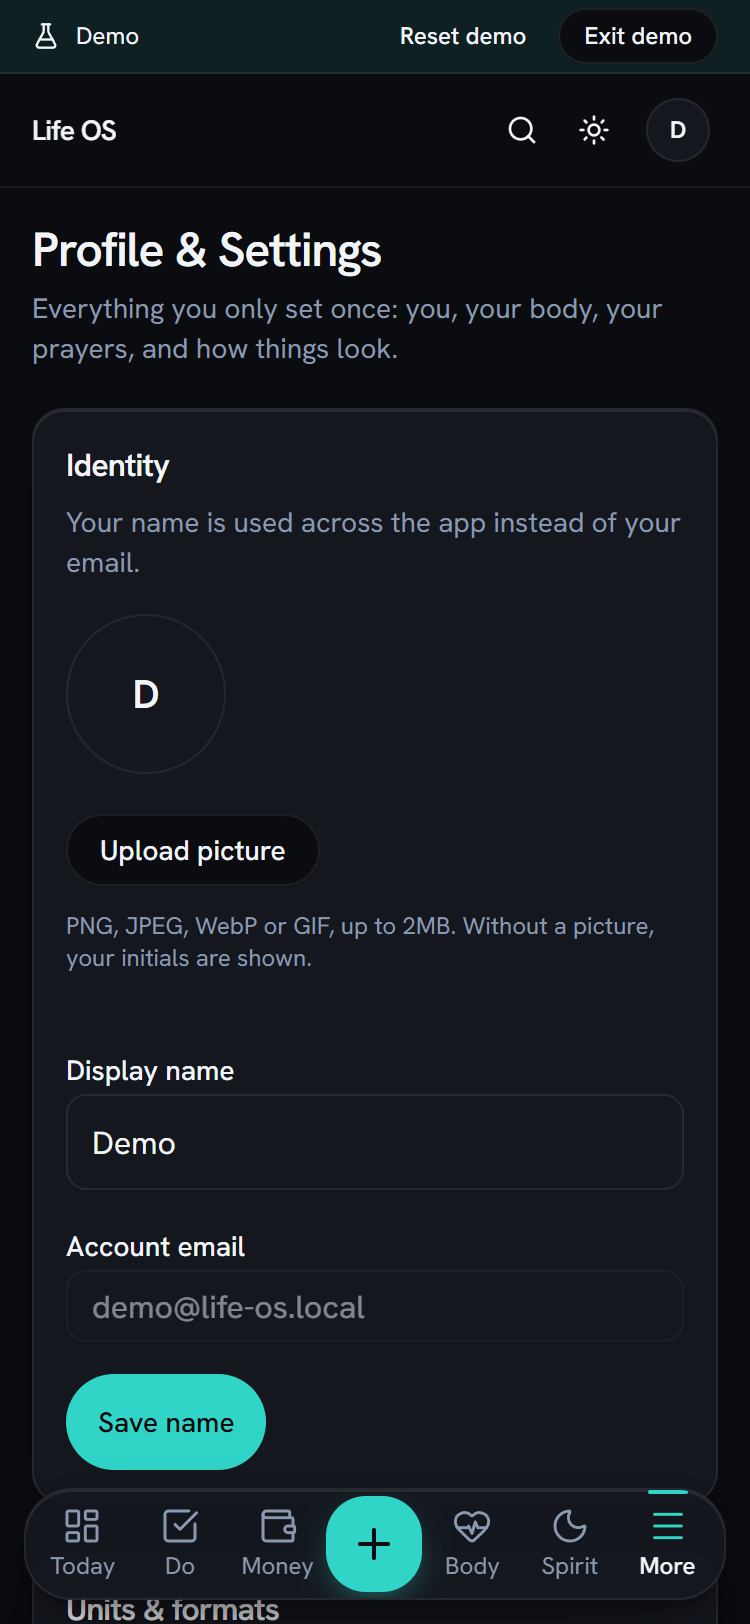 Demo
Reset demo
Exit demo
Life OS
D
Profile & Settings
Everything you only set once: you, your body, your
prayers, and how things look.
Identity
Your name is used across the app instead of your
email.
D
Upload picture
PNG, JPEG, WebP or GIF, up to 2MB. Without a picture,
your initials are shown.
Display name
Demo
Account email
demo@life-os.local
Save name
Today
Do
Money
Body
Spirit
More
Units & formats